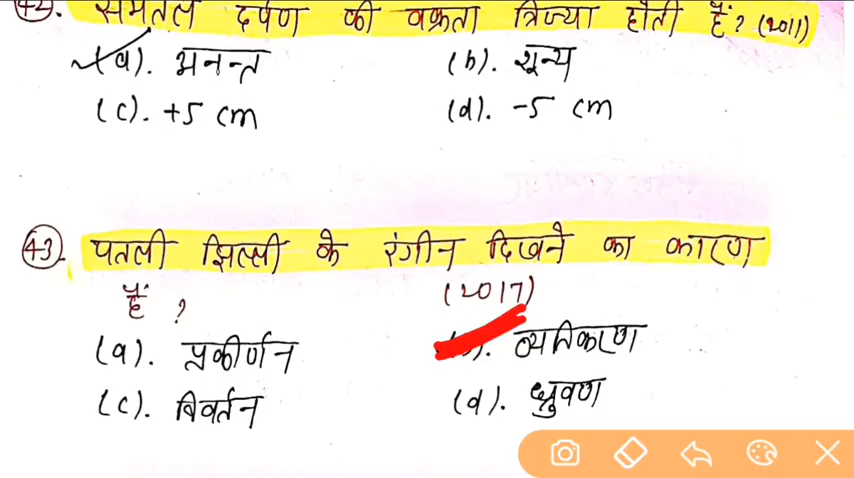 42. समतल दर्पण की वक्रता त्रिज्या होती है? (2011)
(a). अनन्त (b). शून्य
(c). +5 cm (d). -5 cm
43. पतली झिल्ली के रंगीन दिखने का कारण
है ? (2017)
(a). प्रकीर्णन (b). व्यतिकरण
(c). विवर्तन (d). ध्रुवण